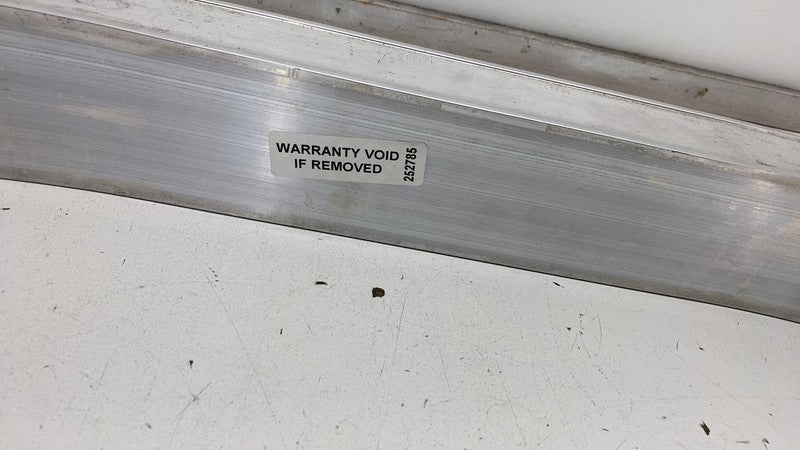 WARRANTY VOID
IF REMOVED
252785